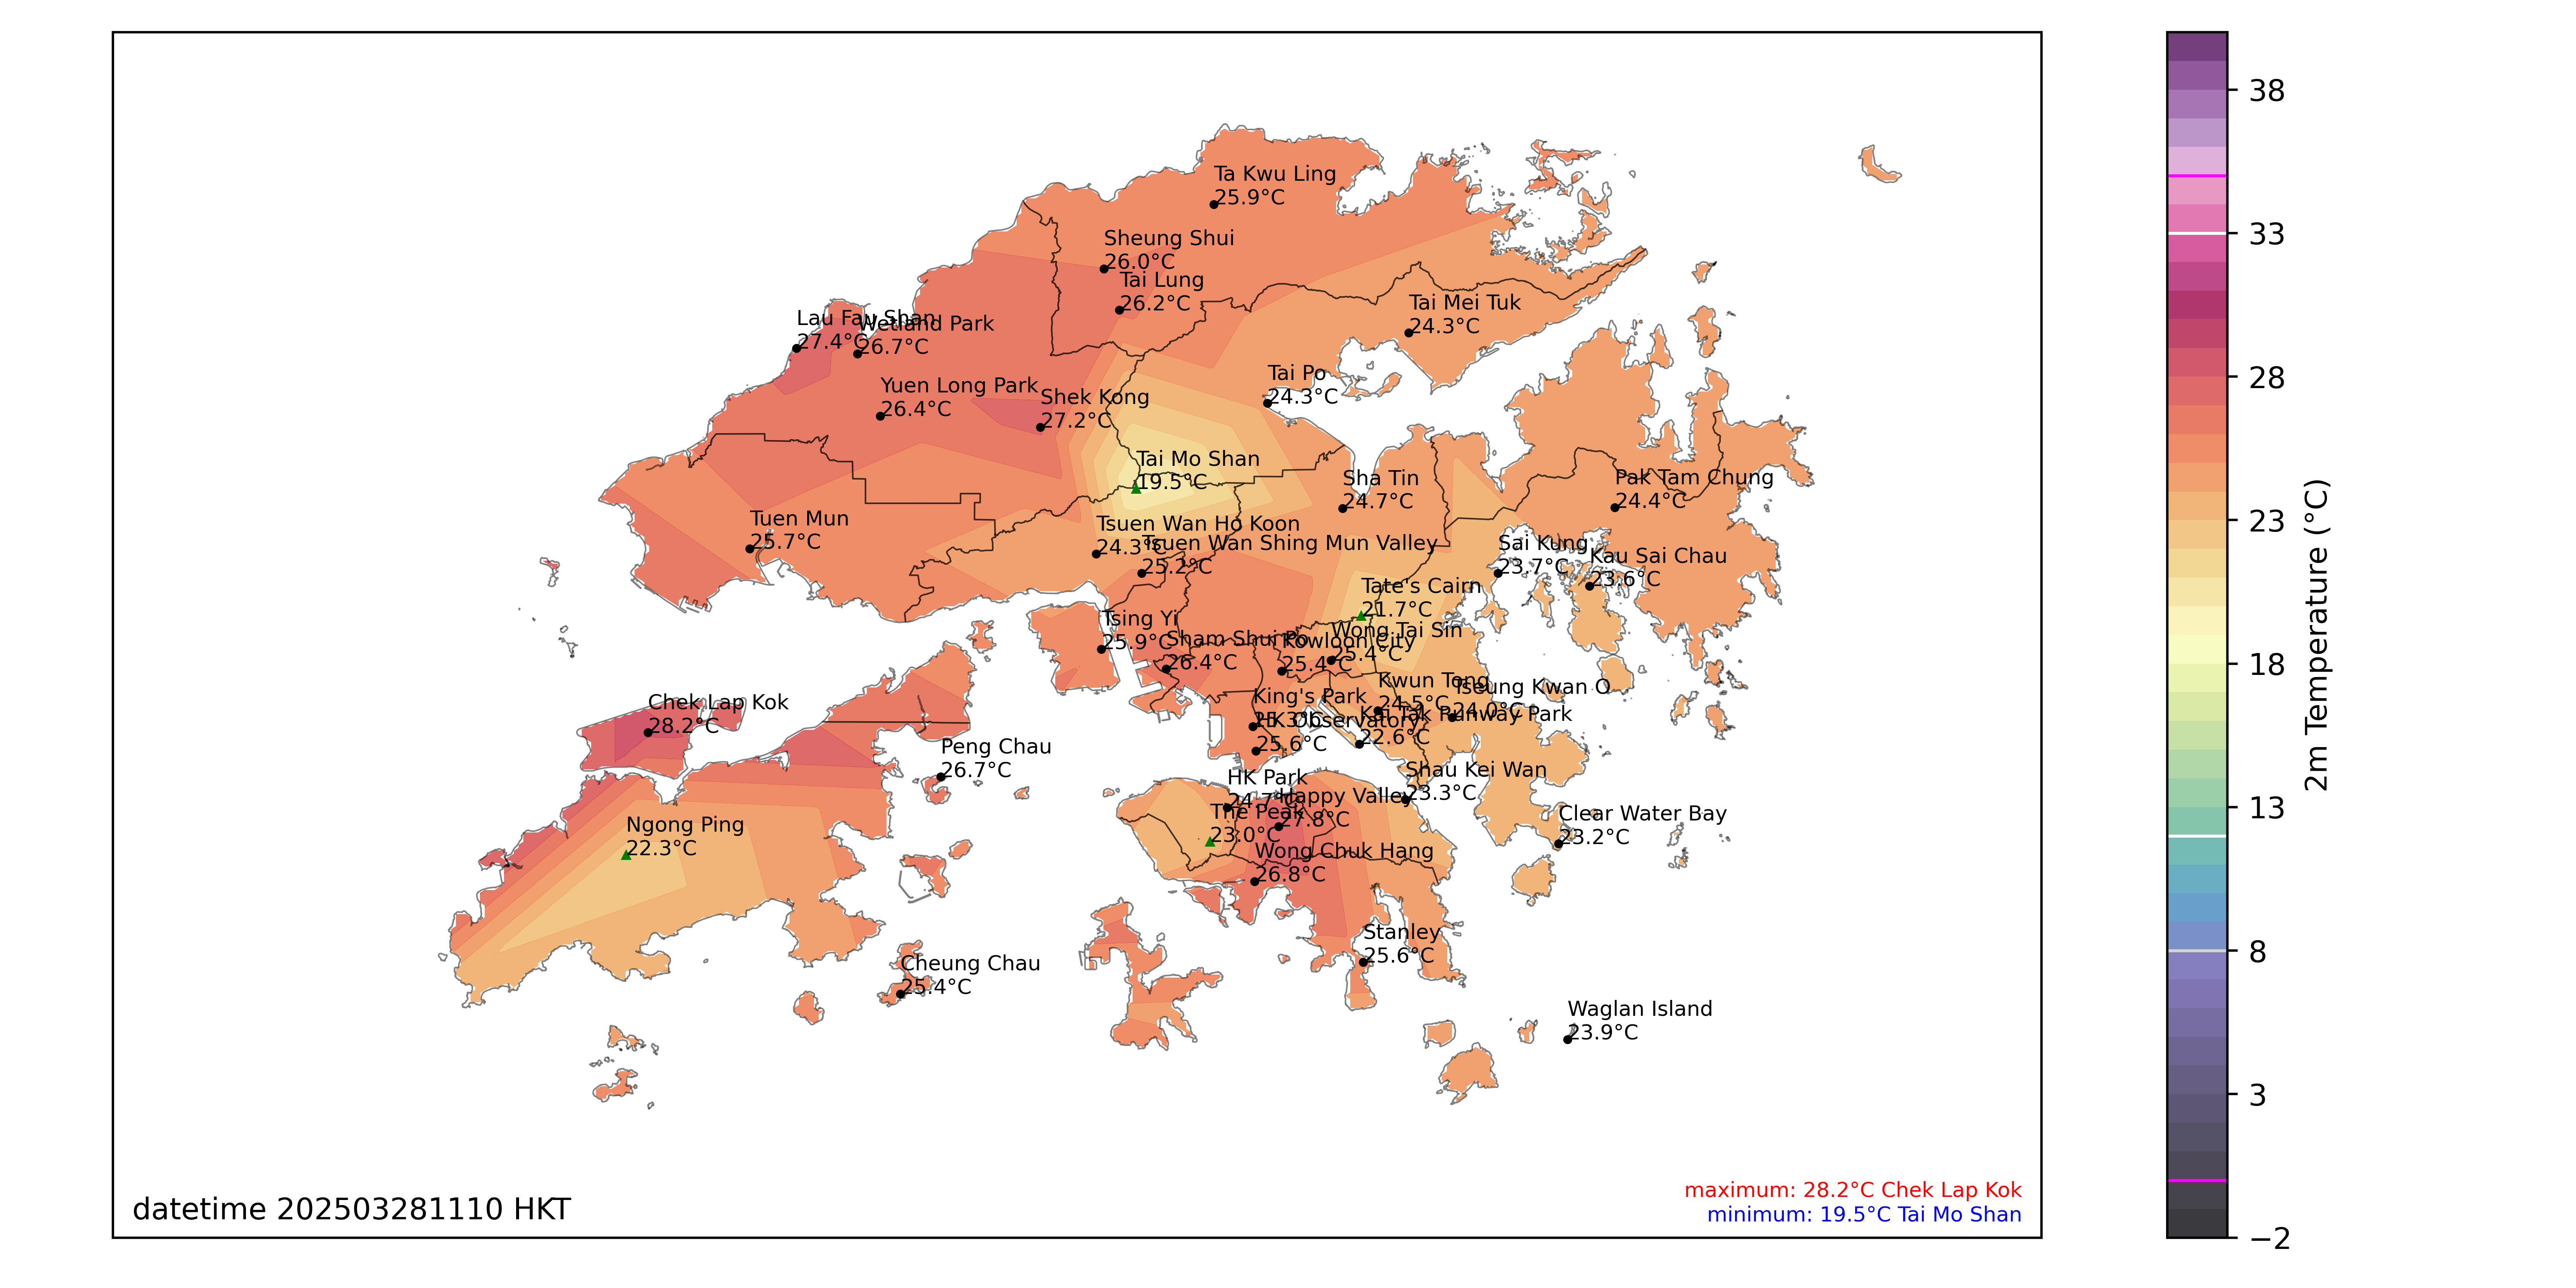 Ta Kwu Ling
25.9°C
Sheung Shui
26.0°C
Tai Lung
26.2°C
Lau Fau Shan
27.4°C
Wetland Park
26.7°C
Tai Mei Tuk
24.3°C
Yuen Long Park
26.4°C
Shek Kong
27.2°C
Tai Po
24.3°C
Tai Mo Shan
19.5°C
Sha Tin
24.7°C
Pak Tam Chung
24.4°C
Tuen Mun
25.7°C
Tsuen Wan Ho Koon
24.3°C
Tsuen Wan Shing Mun Valley
25.2°C
Sai Kung
23.7°C
Kau Sai Chau
23.6°C
Tate's Cairn
21.7°C
Tsing Yi
25.9°C
Sham Shui Po
26.4°C
Kowloon City
25.4°C
Wong Tai Sin
25.4°C
Kwun Tong
24.5°C
Tseung Kwan O
24.0°C
King's Park
25.3°C
HK Observatory
25.6°C
Kai Tak Runway Park
22.6°C
Chek Lap Kok
28.2°C
Peng Chau
26.7°C
HK Park
24.7°C
Shau Kei Wan
23.3°C
Happy Valley
27.8°C
The Peak
23.0°C
Clear Water Bay
23.2°C
Ngong Ping
22.3°C
Wong Chuk Hang
26.8°C
Stanley
25.6°C
Cheung Chau
25.4°C
Waglan Island
23.9°C
datetime 202503281110 HKT
maximum: 28.2°C Chek Lap Kok
minimum: 19.5°C Tai Mo Shan
38
33
28
23
18
13
8
3
−2
2m Temperature (°C)